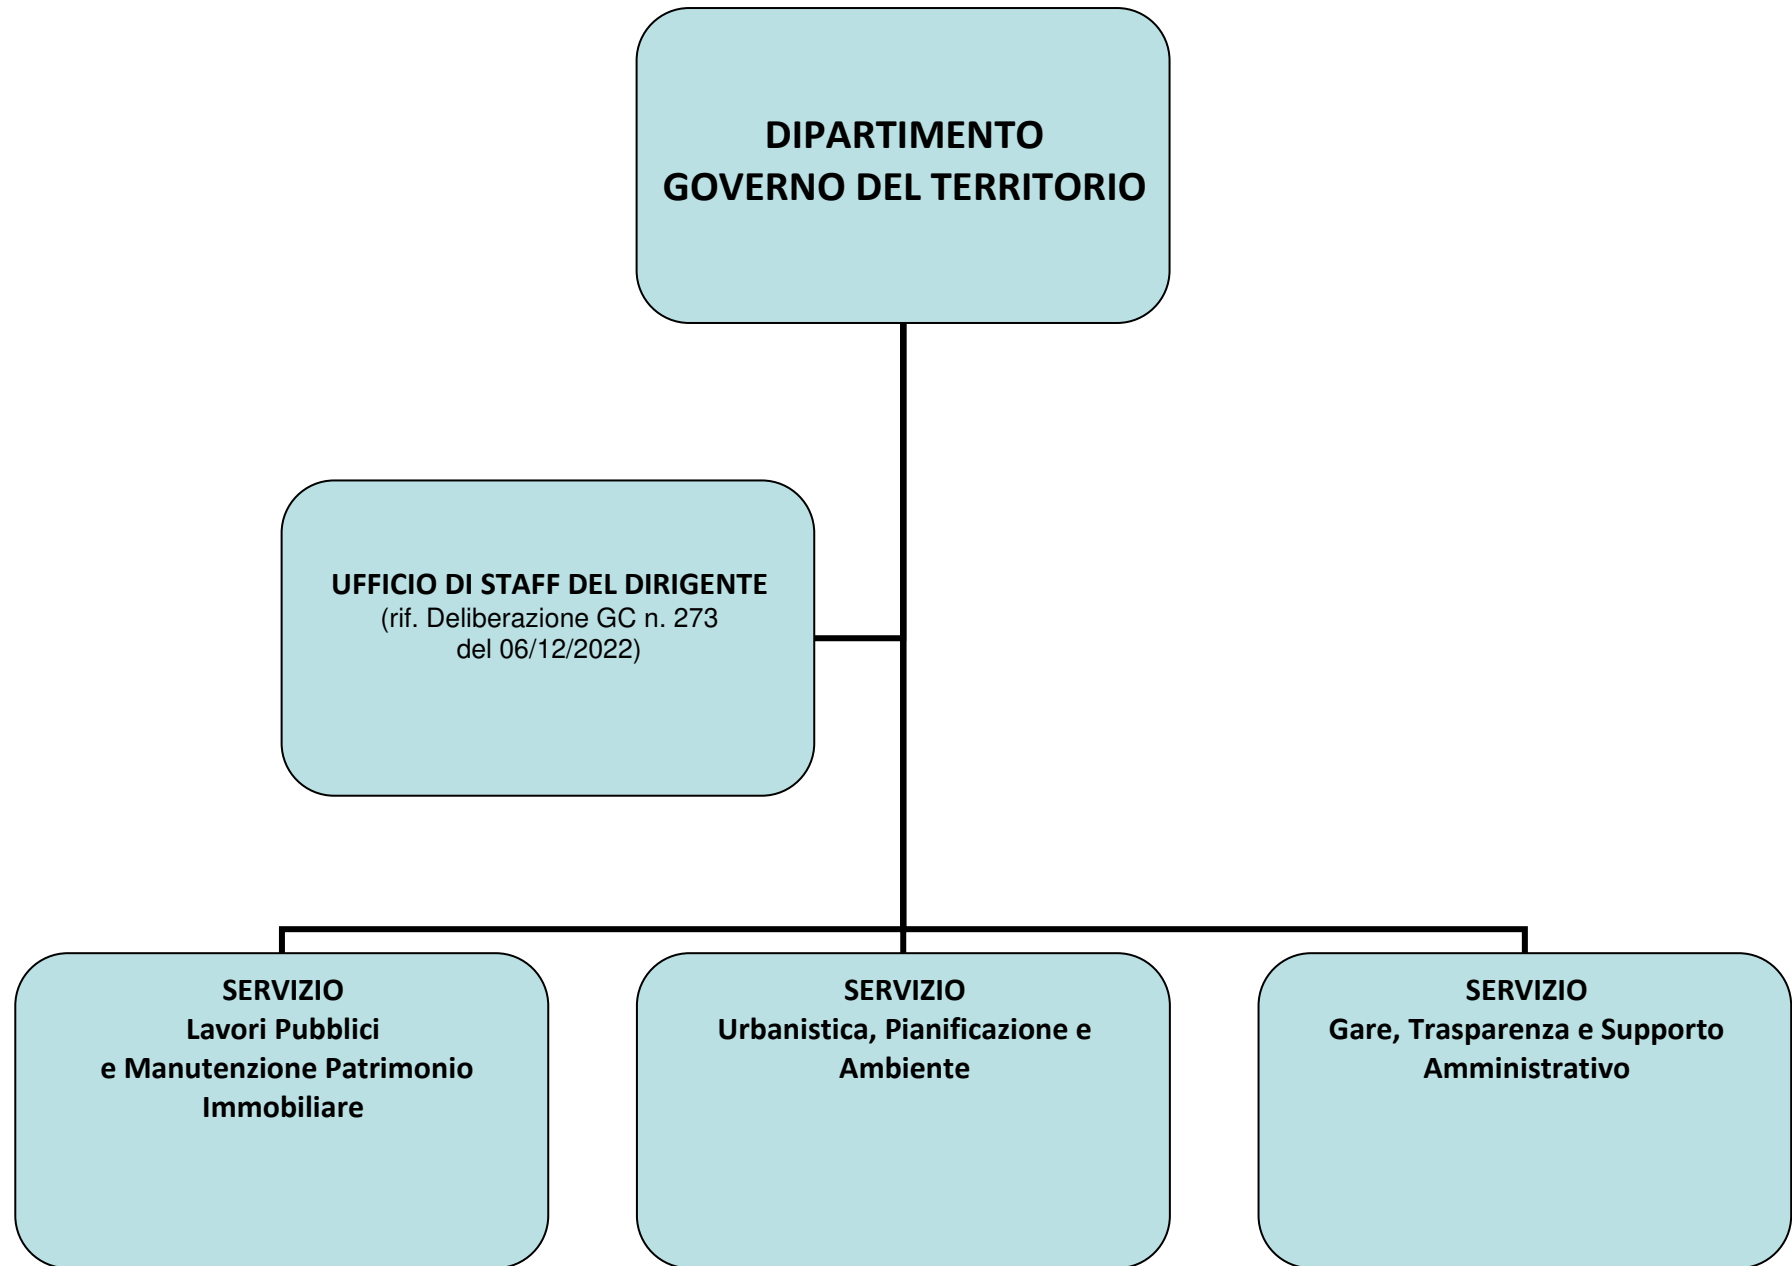 DIPARTIMENTO
GOVERNO DEL TERRITORIO
UFFICIO DI STAFF DEL DIRIGENTE
(rif. Deliberazione GC n. 273
del 06/12/2022)
SERVIZIO
Lavori Pubblici
e Manutenzione Patrimonio
Immobiliare
SERVIZIO
Urbanistica, Pianificazione e
Ambiente
SERVIZIO
Gare, Trasparenza e Supporto
Amministrativo